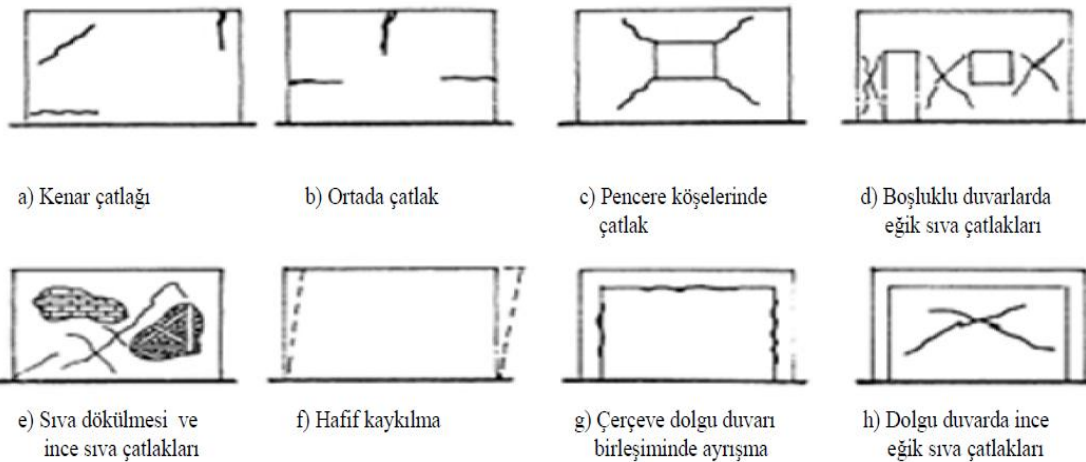 a) Kenar çatlağı
b) Ortada çatlak
c) Pencere köşelerinde
çatlak
d) Boşluklu duvarlarda
eğik sıva çatlakları
e) Sıva dökülmesi ve
ince sıva çatlakları
f) Hafif kaykılma
g) Çerçeve dolgu duvarı
birleşiminde ayrışma
h) Dolgu duvarda ince
eğik sıva çatlakları